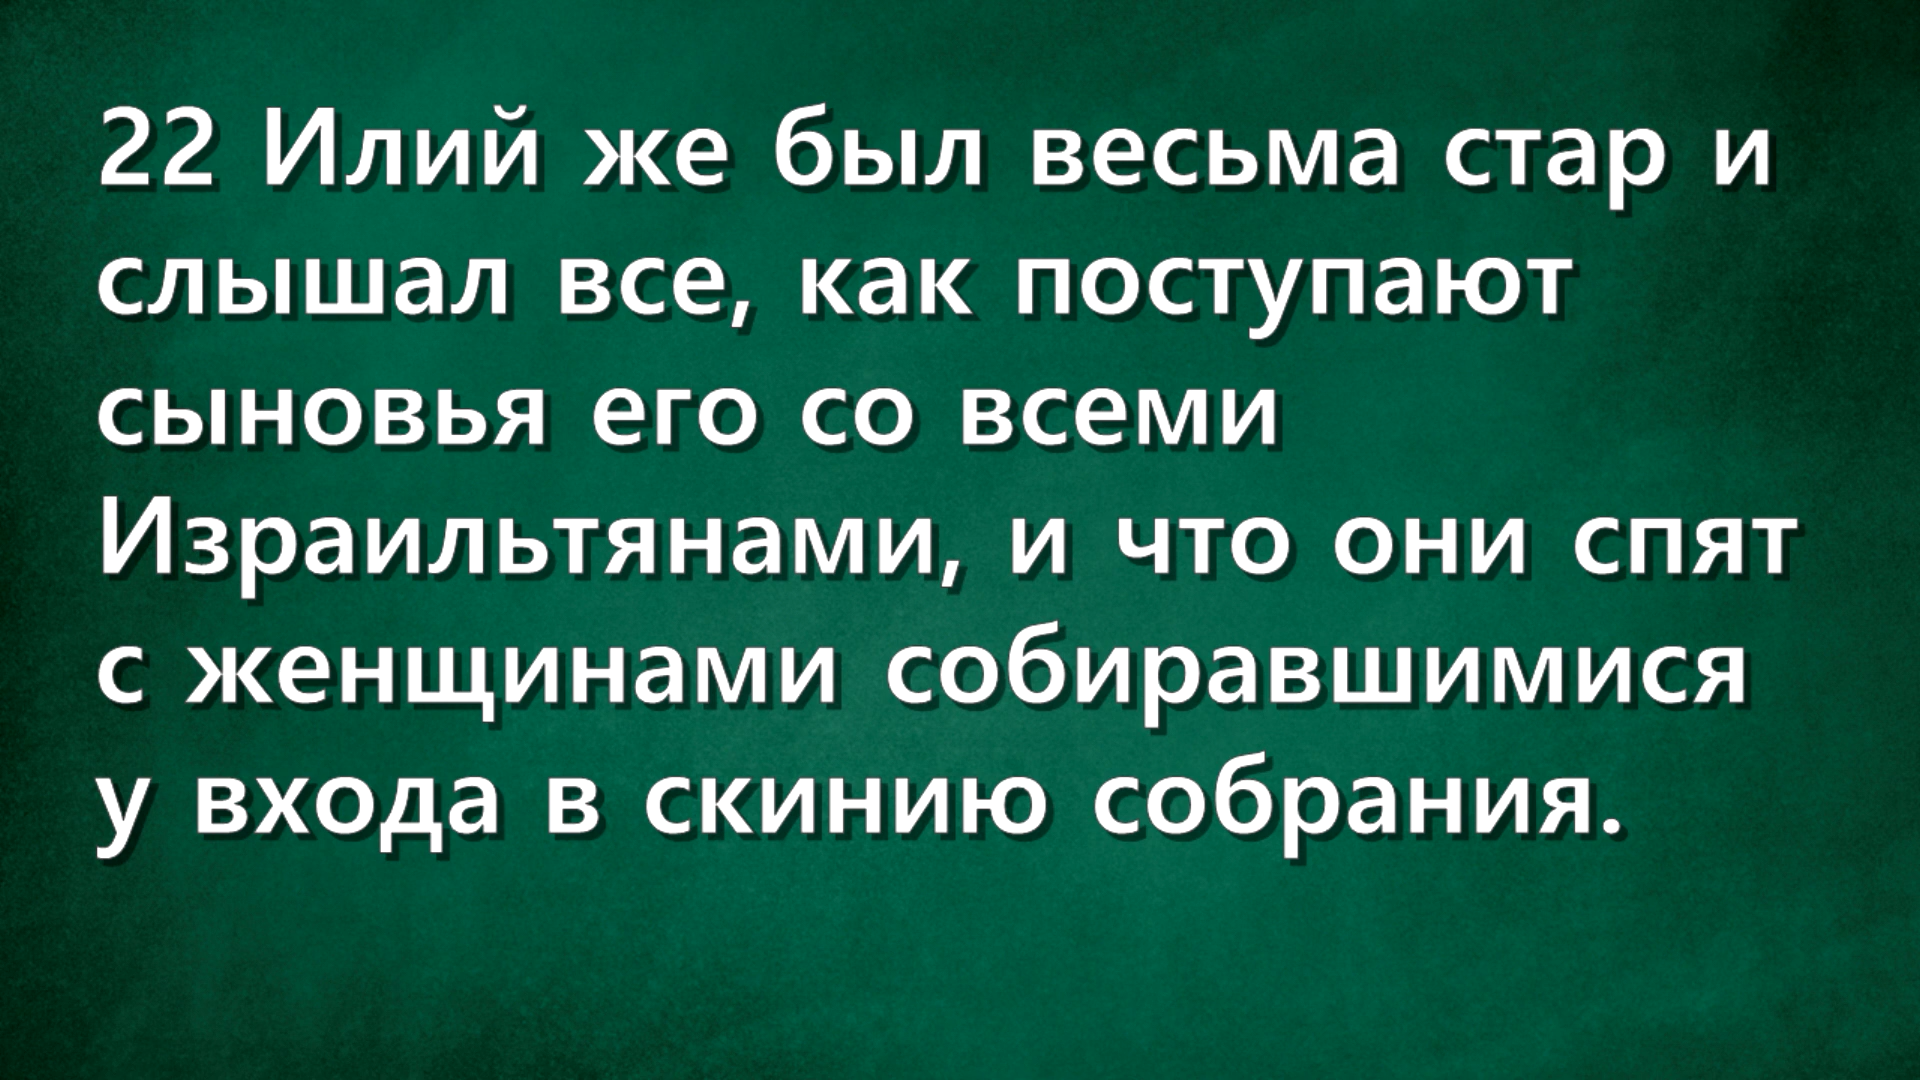 22 Илий же был весьма стар и
слышал все, как поступают
сыновья его со всеми
Израильтянами, и что они спят
с женщинами собиравшимися
у входа в скинию собрания.